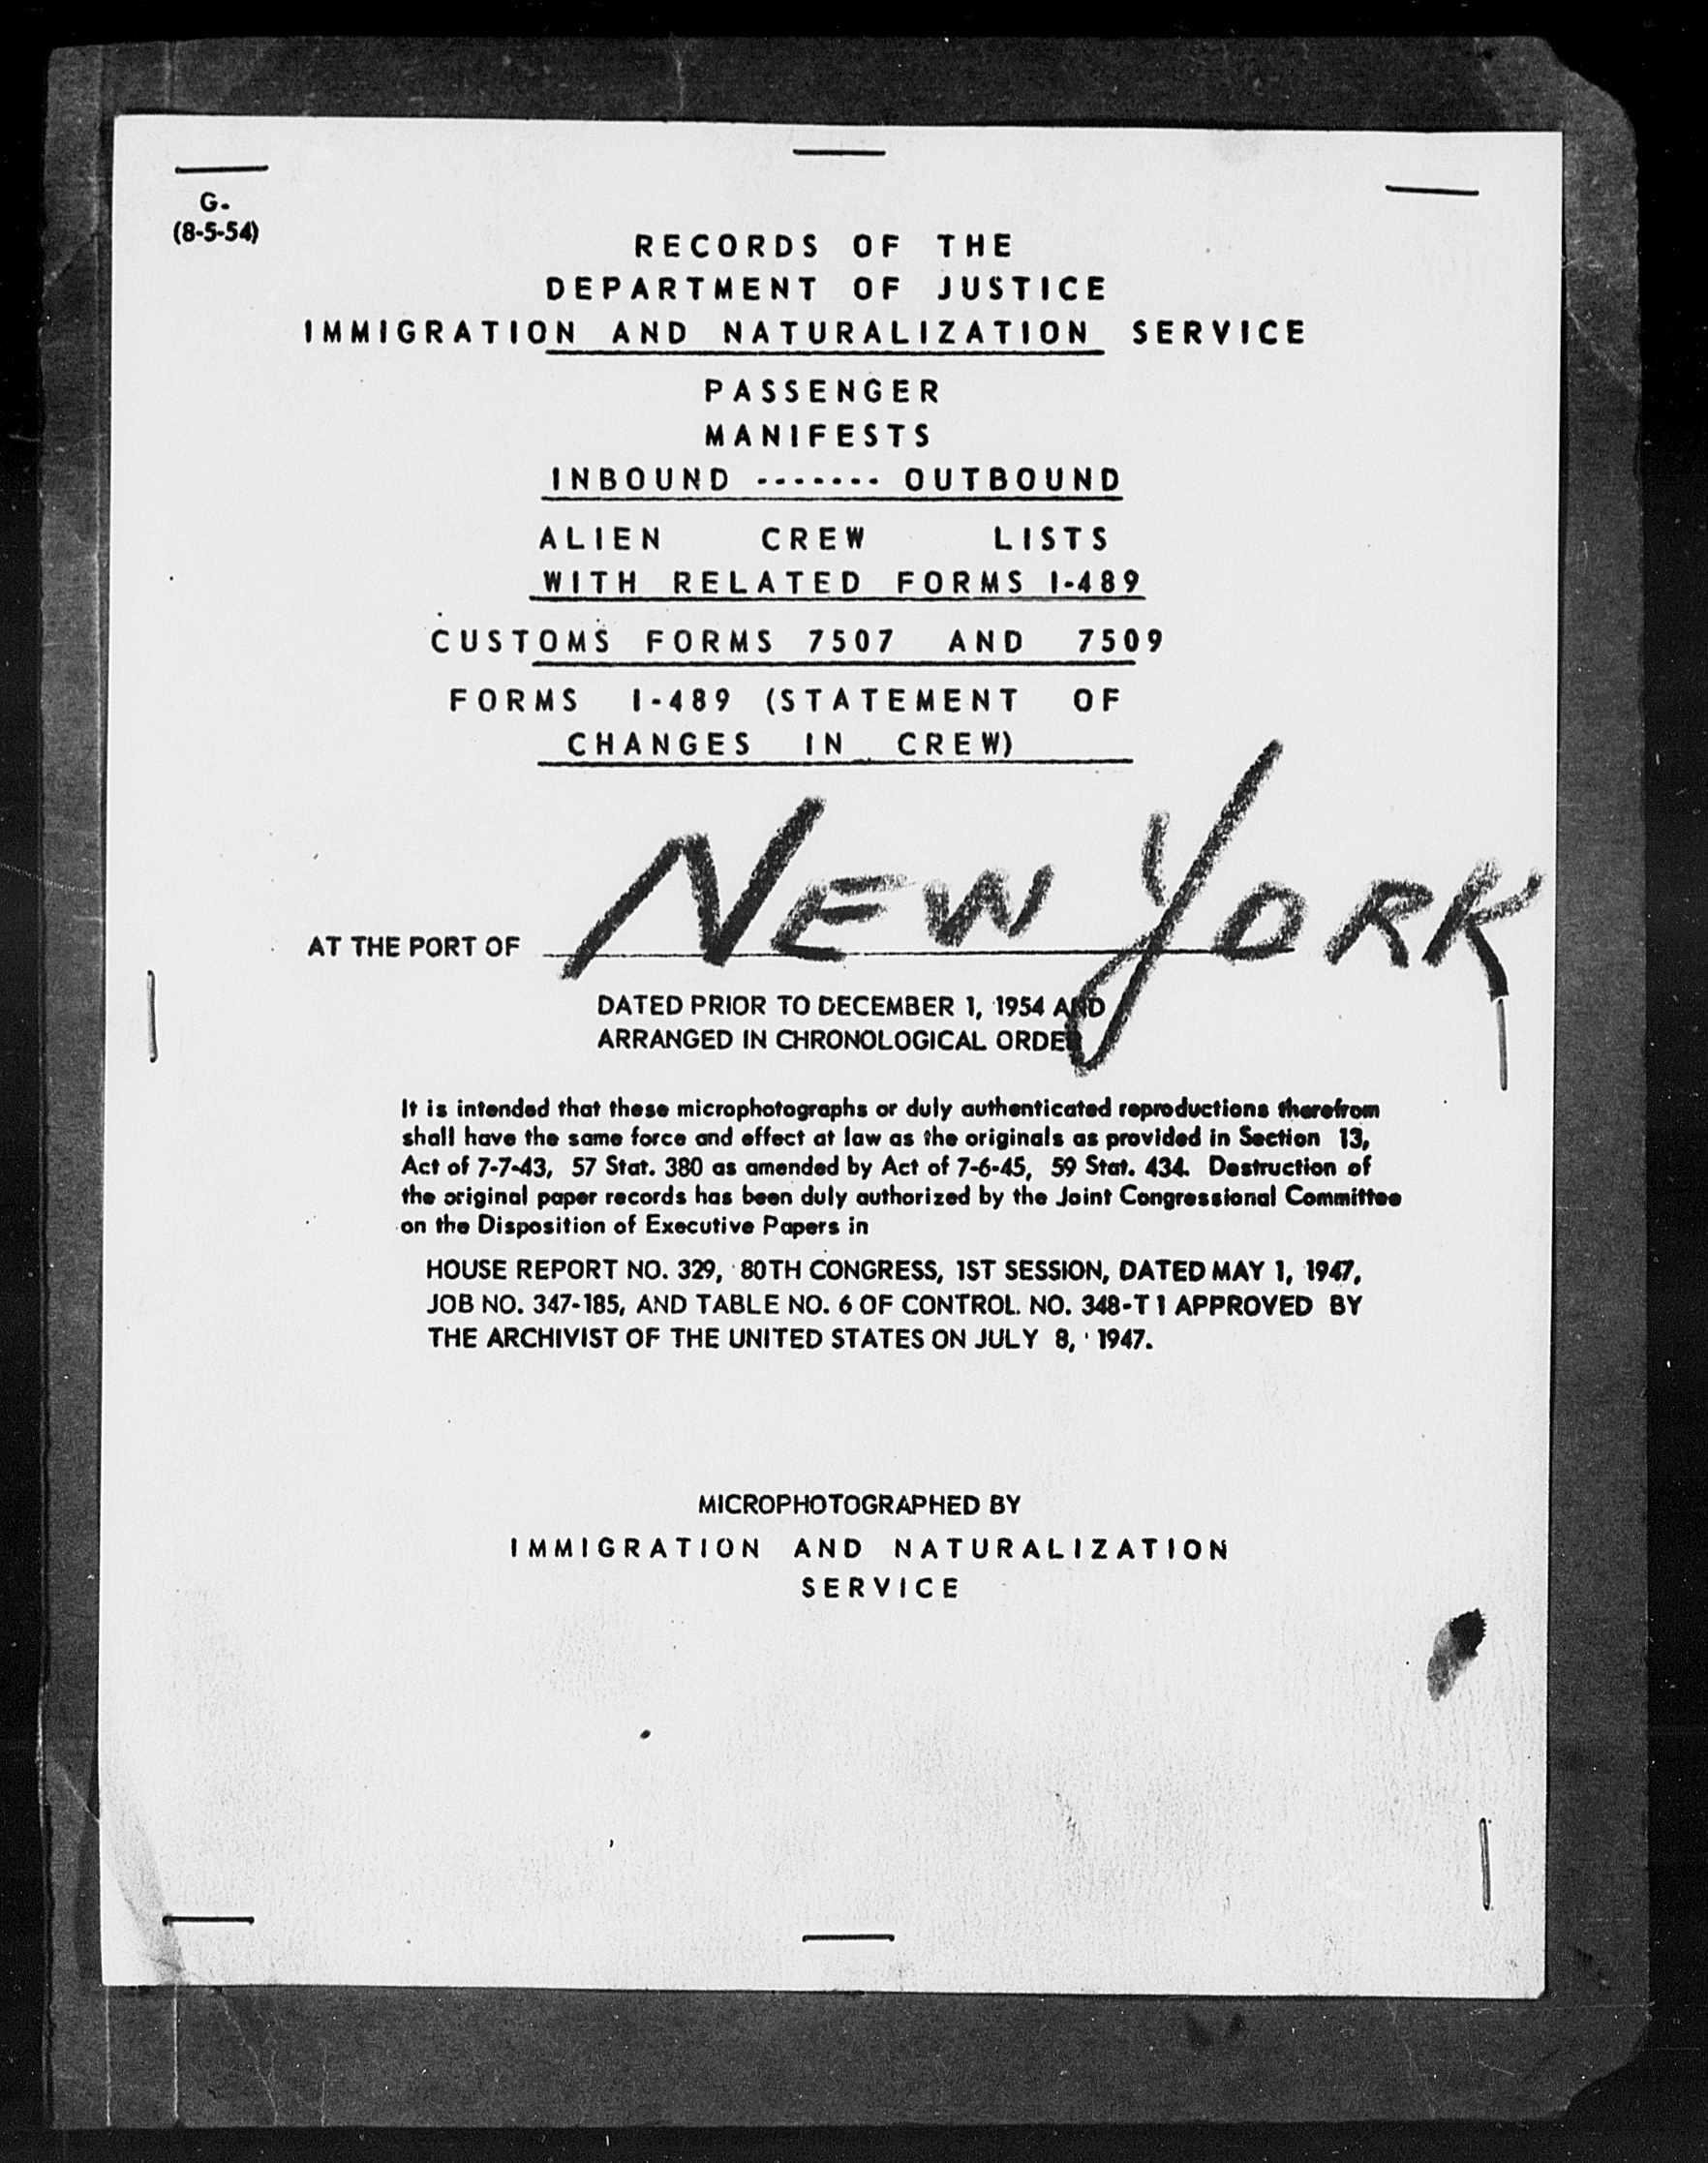 G.
(8-5-54)
RECORDS OF THE
DEPARTMENT OF JUSTICE
IMMIGRATION AND NATURALIZATION SERVICE
PASSENGER
MANIFESTS
INBOUND ------- OUTBOUND
ALIEN CREW LISTS
WITH RELATED FORMS I-489
CUSTOMS FORMS 7507 AND 7509
FORMS I-489 (STATEMENT OF
CHANGES IN CREW)
AT THE PORT OF NEW YORK
DATED PRIOR TO DECEMBER 1, 1954 AND
ARRANGED IN CHRONOLOGICAL ORDER
It is intended that these microphotographs or duly authenticated reproductions therefrom
shall have the same force and effect at law as the originals as provided in Section 13,
Act of 7-7-43, 57 Stat. 380 as amended by Act of 7-6-45, 59 Stat. 434. Destruction of
the original paper records has been duly authorized by the Joint Congressional Committee
on the Disposition of Executive Papers in
HOUSE REPORT NO. 329, 80TH CONGRESS, 1ST SESSION, DATED MAY 1, 1947,
JOB NO. 347-185, AND TABLE NO. 6 OF CONTROL. NO. 348-T 1 APPROVED BY
THE ARCHIVIST OF THE UNITED STATES ON JULY 8, 1947.
MICROPHOTOGRAPHED BY
IMMIGRATION AND NATURALIZATION
SERVICE